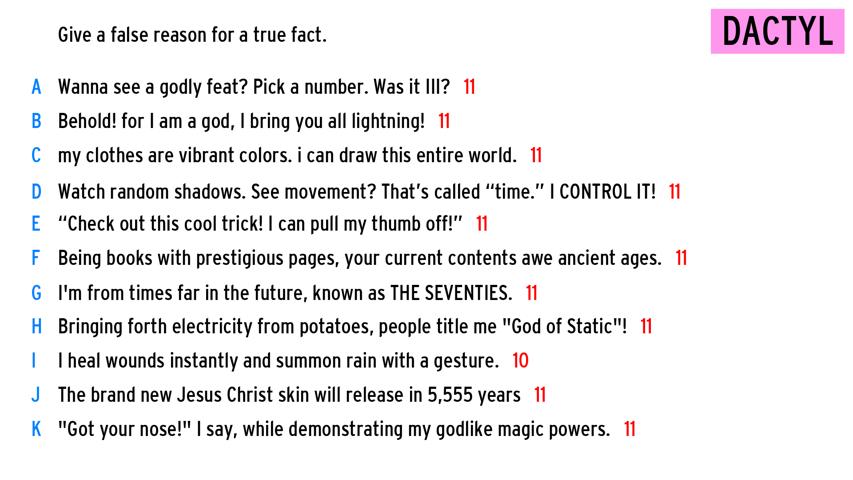 Give a false reason for a true fact.
DACTYL
A Wanna see a godly feat? Pick a number. Was it III? 11
B Behold! for I am a god, I bring you all lightning! 11
C my clothes are vibrant colors. i can draw this entire world. 11
D Watch random shadows. See movement? That’s called “time.” I CONTROL IT! 11
E “Check out this cool trick! I can pull my thumb off!” 11
F Being books with prestigious pages, your current contents awe ancient ages. 11
G I'm from times far in the future, known as THE SEVENTIES. 11
H Bringing forth electricity from potatoes, people title me "God of Static"! 11
I I heal wounds instantly and summon rain with a gesture. 10
J The brand new Jesus Christ skin will release in 5,555 years 11
K "Got your nose!" I say, while demonstrating my godlike magic powers. 11